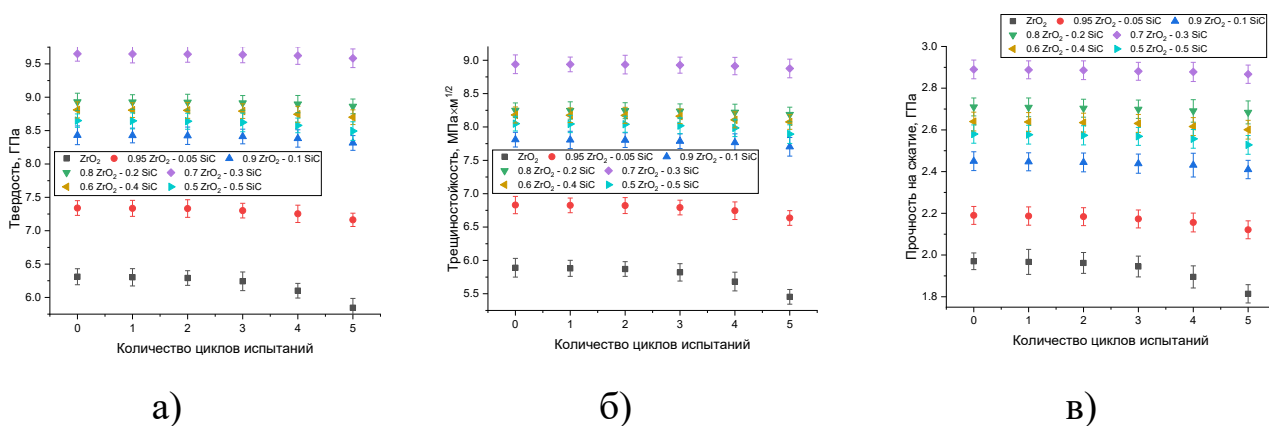 Твердость, ГПа
9.5
9.0
8.5
8.0
7.5
7.0
6.5
6.0
ZrO₂ 0.95 ZrO₂ - 0.05 SiC 0.9 ZrO₂ - 0.1 SiC
0.8 ZrO₂ - 0.2 SiC 0.7 ZrO₂ - 0.3 SiC
0.6 ZrO₂ - 0.4 SiC 0.5 ZrO₂ - 0.5 SiC
0 1 2 3 4 5
Количество циклов испытаний
а)
Трещиностойкость, МПа×м^1/2
9.0
8.5
8.0
7.5
7.0
6.5
6.0
5.5
ZrO₂ 0.95 ZrO₂ - 0.05 SiC 0.9 ZrO₂ - 0.1 SiC
0.8 ZrO₂ - 0.2 SiC 0.7 ZrO₂ - 0.3 SiC
0.6 ZrO₂ - 0.4 SiC 0.5 ZrO₂ - 0.5 SiC
0 1 2 3 4 5
Количество циклов испытаний
б)
ZrO₂ 0.95 ZrO₂ - 0.05 SiC
0.9 ZrO₂ - 0.1 SiC
0.8 ZrO₂ - 0.2 SiC 0.7 ZrO₂ - 0.3 SiC
0.6 ZrO₂ - 0.4 SiC 0.5 ZrO₂ - 0.5 SiC
Прочность на сжатие, ГПа
3.0
2.8
2.6
2.4
2.2
2.0
1.8
0 1 2 3 4 5
Количество циклов испытаний
в)